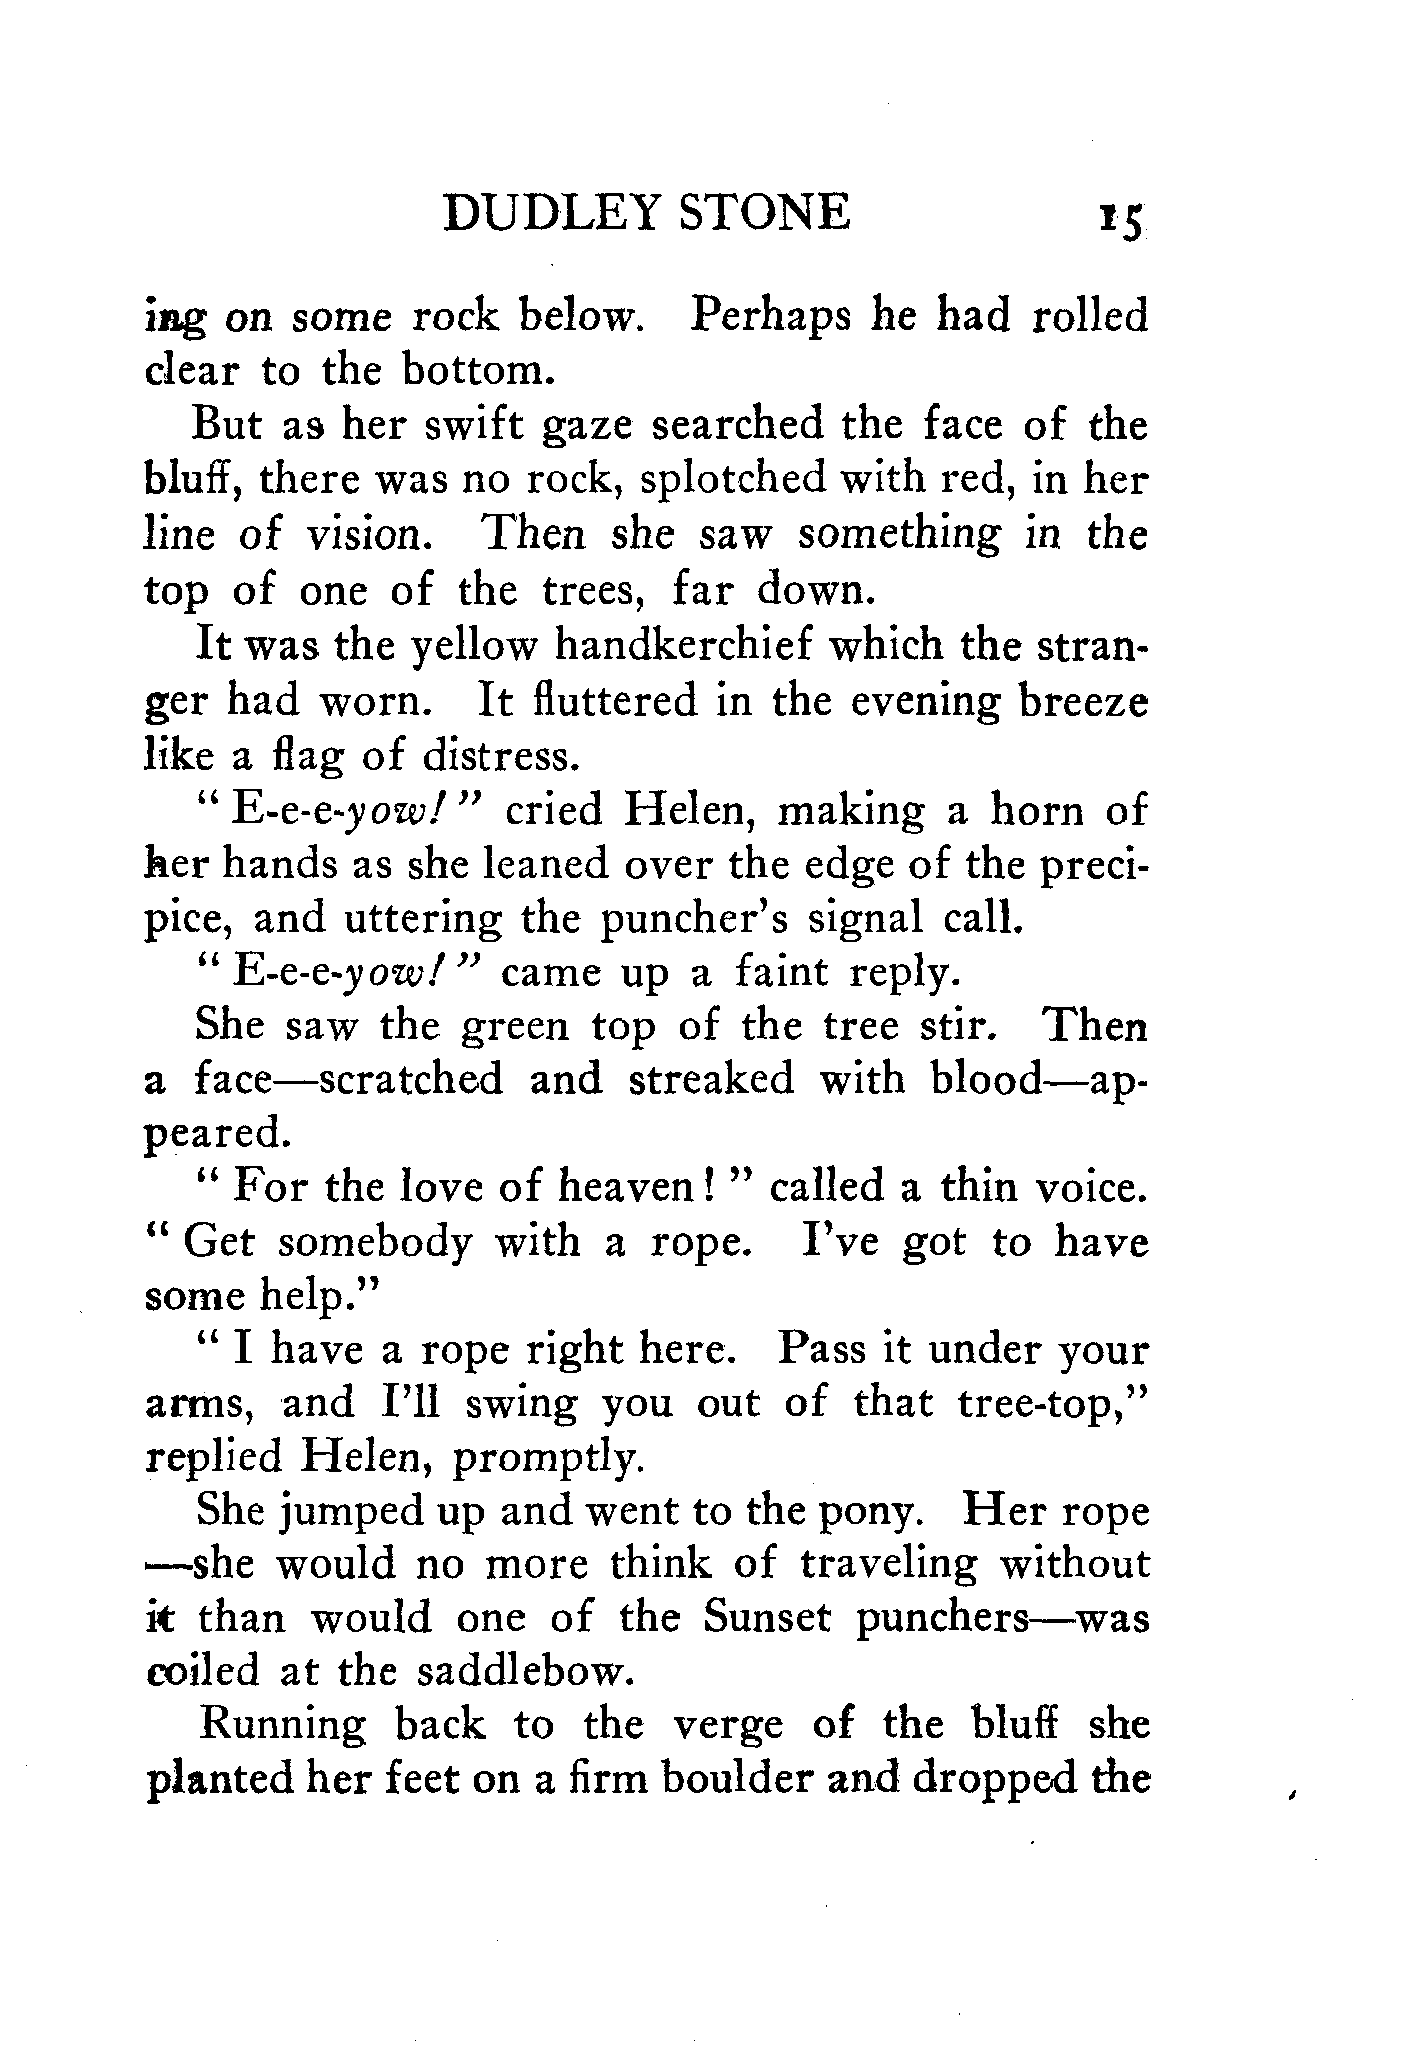 DUDLEY STONE 15
ing on some rock below. Perhaps he had rolled
clear to the bottom.
But as her swift gaze searched the face of the
bluff, there was no rock, splotched with red, in her
line of vision. Then she saw something in the
top of one of the trees, far down.
It was the yellow handkerchief which the stran-
ger had worn. It fluttered in the evening breeze
like a flag of distress.
" E-e-e-yow! " cried Helen, making a horn of
her hands as she leaned over the edge of the preci-
pice, and uttering the puncher's signal call.
" E-e-e-yow! " came up a faint reply.
She saw the green top of the tree stir. Then
a face—scratched and streaked with blood—ap-
peared.
" For the love of heaven! " called a thin voice.
" Get somebody with a rope. I've got to have
some help."
" I have a rope right here. Pass it under your
arms, and I'll swing you out of that tree-top,"
replied Helen, promptly.
She jumped up and went to the pony. Her rope
—she would no more think of traveling without
it than would one of the Sunset punchers—was
coiled at the saddlebow.
Running back to the verge of the bluff she
planted her feet on a firm boulder and dropped the